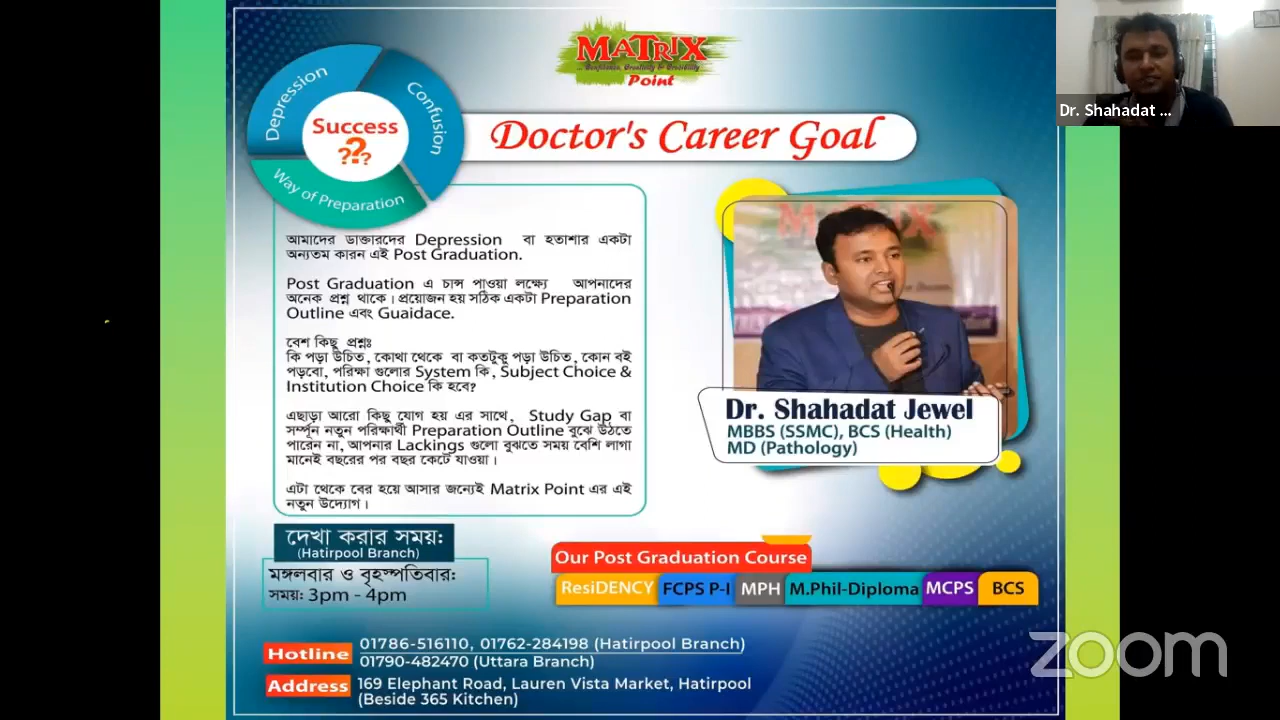 MATRIX
... Confidence, Creativity & Credibility
Point
Depression
Confusion
Success
???
Way of Preparation
Doctor's Career Goal
আমাদের ডাক্তারদের Depression বা হতাশার একটা
অন্যতম কারন এই Post Graduation.
Post Graduation এ চান্স পাওয়া লক্ষ্যে আপনাদের
অনেক প্রশ্ন থাকে। প্রয়োজন হয় সঠিক একটা Preparation
Outline এবং Guaidace.
বেশ কিছু প্রশ্নঃ
কি পড়া উচিত, কোথা থেকে বা কতটুকু পড়া উচিত, কোন বই
পড়বো, পরিক্ষা গুলোর System কি, Subject Choice &
Institution Choice কি হবে?
এছাড়া আরো কিছু যোগ হয় এর সাথে, Study Gap বা
সর্ম্পূন নতুন পরিক্ষার্থী Preparation Outline বুঝে উঠতে
পারেন না, আপনার Lackings গুলো বুঝতে সময় বেশি লাগা
মানেই বছরের পর বছর কেটে যাওয়া।
এটা থেকে বের হয়ে আসার জন্যেই Matrix Point এর এই
নতুন উদ্যোগ।
Dr. Shahadat Jewel
MBBS (SSMC), BCS (Health)
MD (Pathology)
দেখা করার সময়:
(Hatirpool Branch)
মঙ্গলবার ও বৃহস্পতিবার:
সময়: 3pm - 4pm
Our Post Graduation Course
ResiDENCY FCPS P-I MPH M.Phil-Diploma MCPS BCS
Hotline 01786-516110, 01762-284198 (Hatirpool Branch)
01790-482470 (Uttara Branch)
Address 169 Elephant Road, Lauren Vista Market, Hatirpool
(Beside 365 Kitchen)
Dr. Shahadat ...
zoom